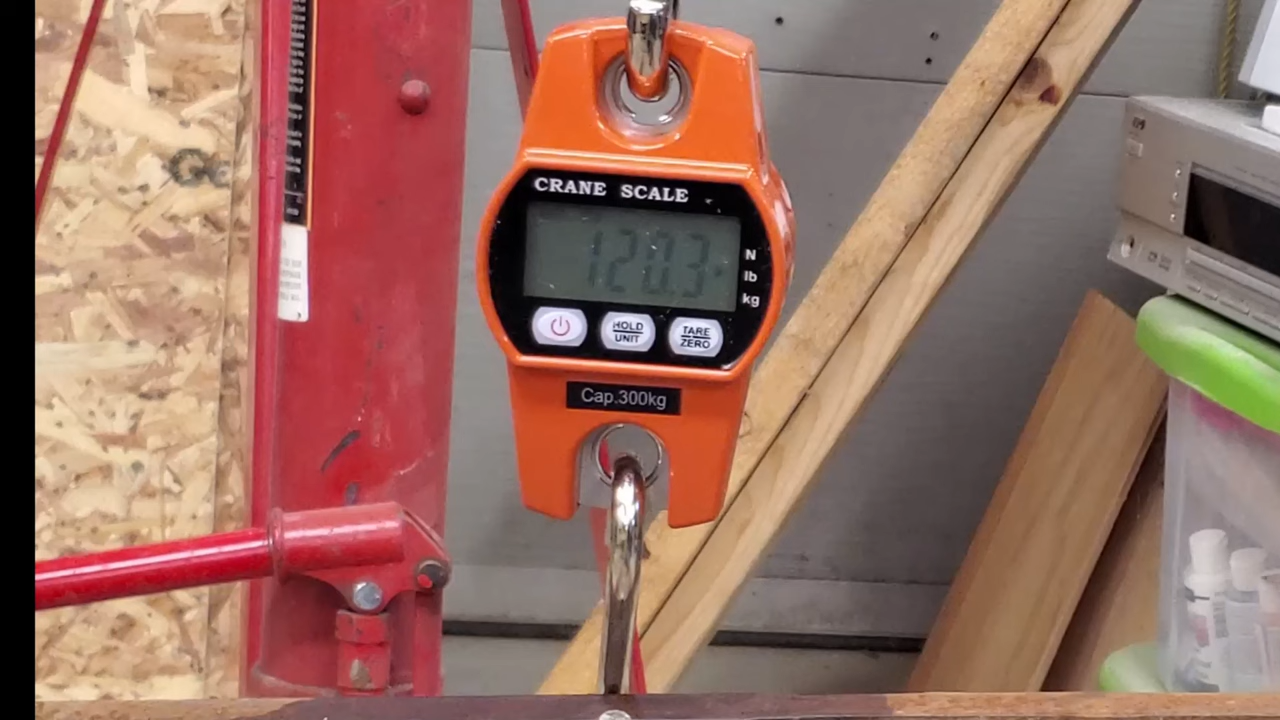 CRANE SCALE
120.3
N
lb
kg
HOLD
UNIT
TARE
ZERO
Cap.300kg